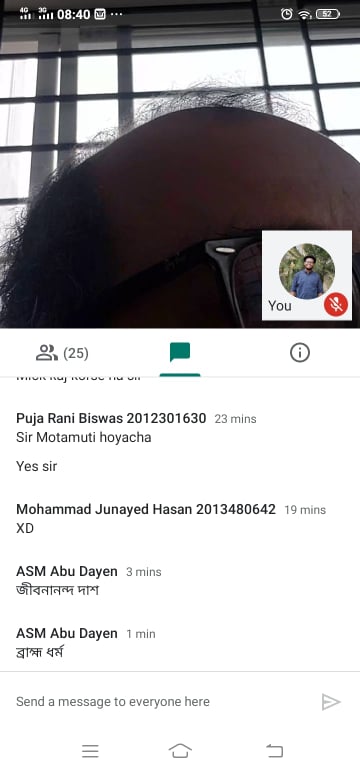 4G 3G 08:40 ... 52
You
(25)
Puja Rani Biswas 2012301630 23 mins
Sir Motamuti hoyacha
Yes sir
Mohammad Junayed Hasan 2013480642 19 mins
XD
ASM Abu Dayen 3 mins
জীবনানন্দ দাশ
ASM Abu Dayen 1 min
ব্রাহ্ম ধর্ম
Send a message to everyone here